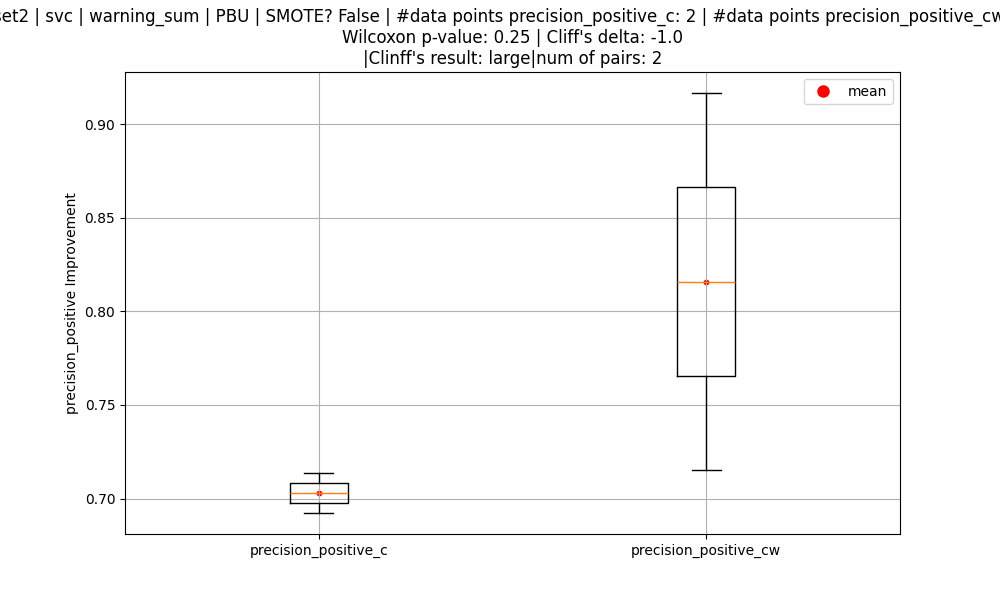 set2 | svc | warning_sum | PBU | SMOTE? False | #data points precision_positive_c: 2 | #data points precision_positive_cw
Wilcoxon p-value: 0.25 | Cliff's delta: -1.0
|Clinff's result: large|num of pairs: 2
mean
precision_positive Improvement
0.90
0.85
0.80
0.75
0.70
precision_positive_c
precision_positive_cw